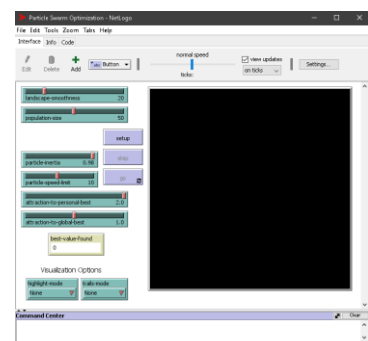 Particle Swarm Optimization - NetLogo
File Edit Tools Zoom Tabs Help
Interface Info Code
Edit Delete Add Button normal speed view updates
ticks: on ticks Settings...
landscape-smoothness 20
population-size 50
setup
step
particle-inertia 0.98
go
particle-speed-limit 10
attraction-to-personal-best 2.0
attraction-to-global-best 1.0
best-value-found
0
Visualization Options
highlight-mode trails-mode
None None
Command Center Clear